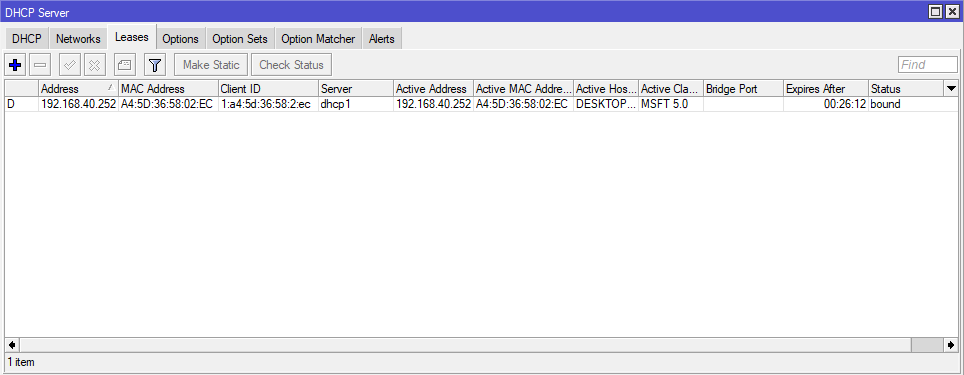 DHCP Server
DHCP Networks Leases Options Option Sets Option Matcher Alerts
Make Static Check Status Find
Address MAC Address Client ID Server Active Address Active MAC Addre... Active Hos... Active Cla... Bridge Port Expires After Status
D 192.168.40.252 A4:5D:36:58:02:EC 1:a4:5d:36:58:2:ec dhcp1 192.168.40.252 A4:5D:36:58:02:EC DESKTOP... MSFT 5.0 00:26:12 bound
1 item